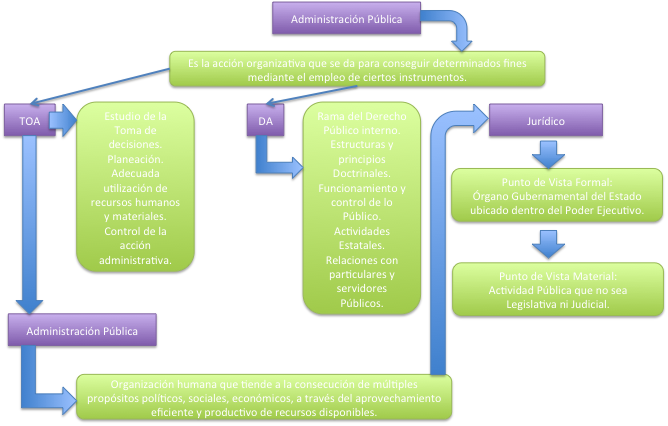 Administración Pública
Es la acción organizativa que se da para conseguir determinados fines
mediante el empleo de ciertos instrumentos.
TOA
Estudio de la
Toma de
decisiones.
Planeación.
Adecuada
utilización de
recursos humanos
y materiales.
Control de la
acción
administrativa.
DA
Rama del Derecho
Público interno.
Estructuras y
principios
Doctrinales.
Funcionamiento y
control de lo
Público.
Actividades
Estatales.
Relaciones con
particulares y
servidores
Públicos.
Jurídico
Punto de Vista Formal:
Órgano Gubernamental del Estado
ubicado dentro del Poder Ejecutivo.
Punto de Vista Material:
Actividad Pública que no sea
Legislativa ni Judicial.
Administración Pública
Organización humana que tiende a la consecución de múltiples
propósitos políticos, sociales, económicos, a través del aprovechamiento
eficiente y productivo de recursos disponibles.